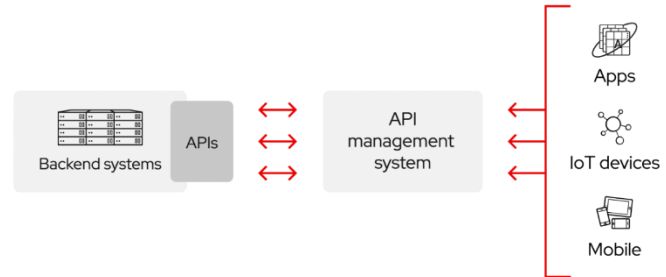 Backend systems
APIs
API
management
system
Apps
IoT devices
Mobile